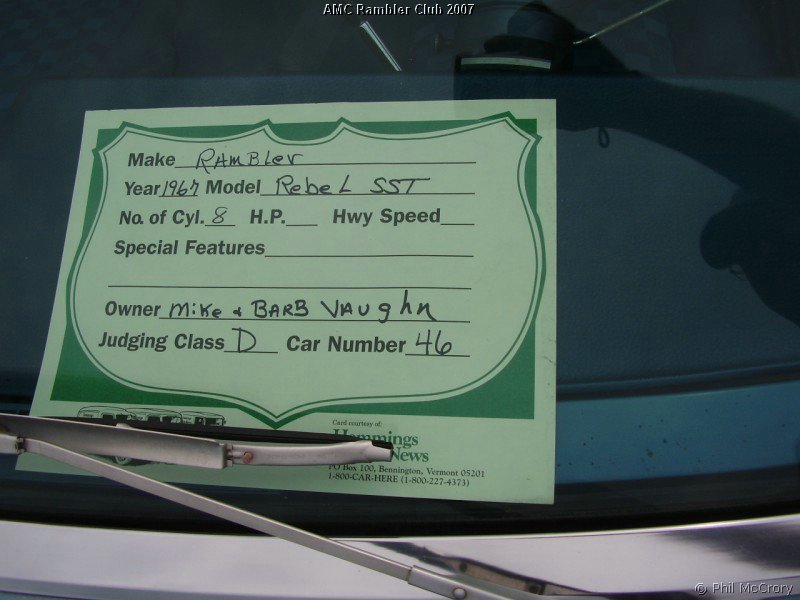 AMC Rambler Club 2007
Make RAMBLer
Year 1967 Model RebeL SST
No. of Cyl. 8 H.P. Hwy Speed
Special Features
Owner Mike & BARB VAughn
Judging Class D Car Number 46
Card courtesy of:
Hemmings
News
PO Box 100, Bennington, Vermont 05201
1-800-CAR-HERE (1-800-227-4373)
© Phil McCrory